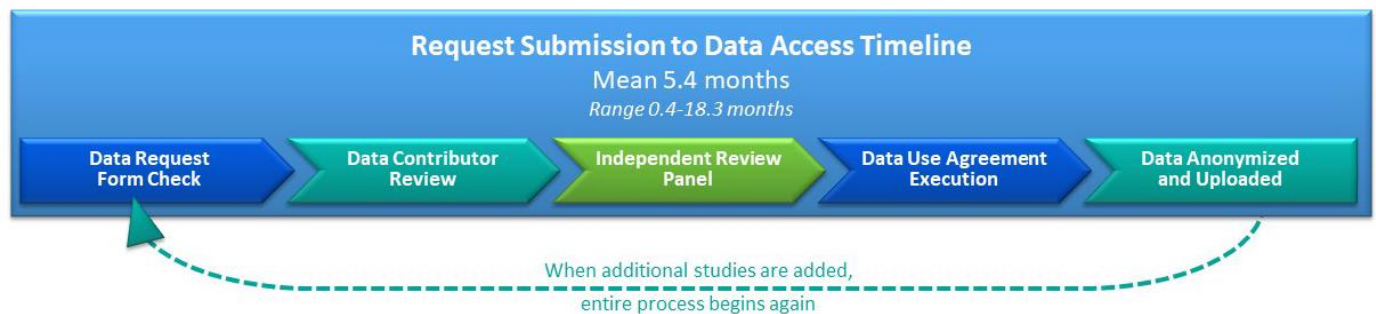 Request Submission to Data Access Timeline
Mean 5.4 months
Range 0.4-18.3 months
Data Request
Form Check
Data Contributor
Review
Independent Review
Panel
Data Use Agreement
Execution
Data Anonymized
and Uploaded
When additional studies are added,
entire process begins again